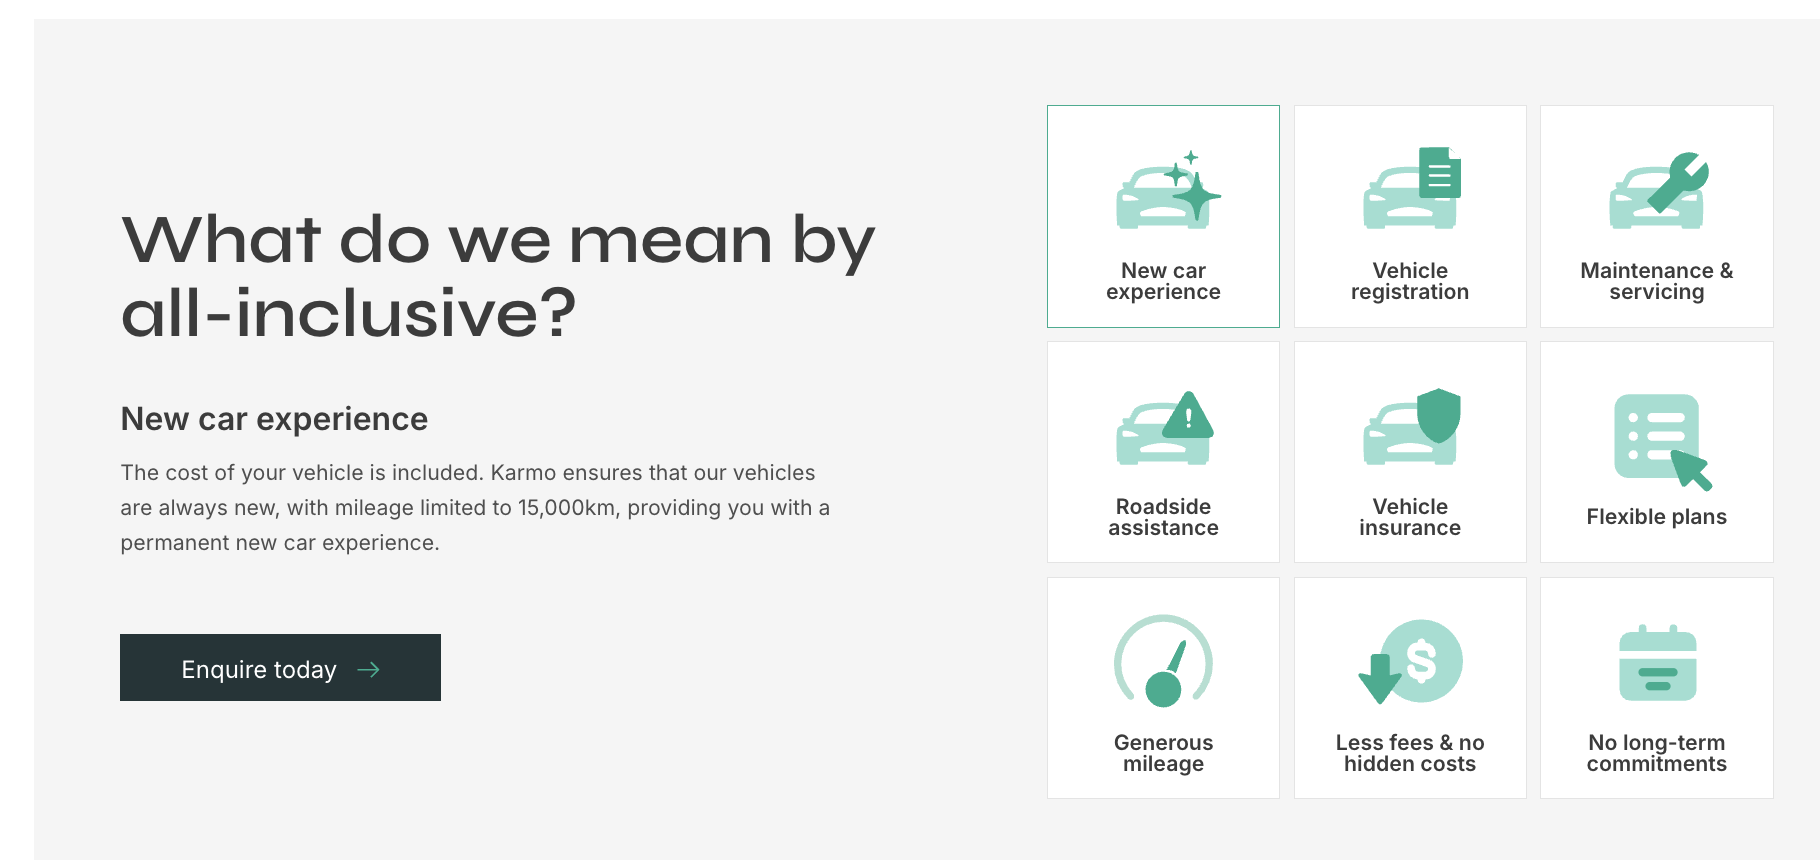 What do we mean by
all-inclusive?
New car experience
The cost of your vehicle is included. Karmo ensures that our vehicles
are always new, with mileage limited to 15,000km, providing you with a
permanent new car experience.
Enquire today
New car
experience
Vehicle
registration
Maintenance &
servicing
Roadside
assistance
Vehicle
insurance
Flexible plans
Generous
mileage
Less fees & no
hidden costs
No long-term
commitments